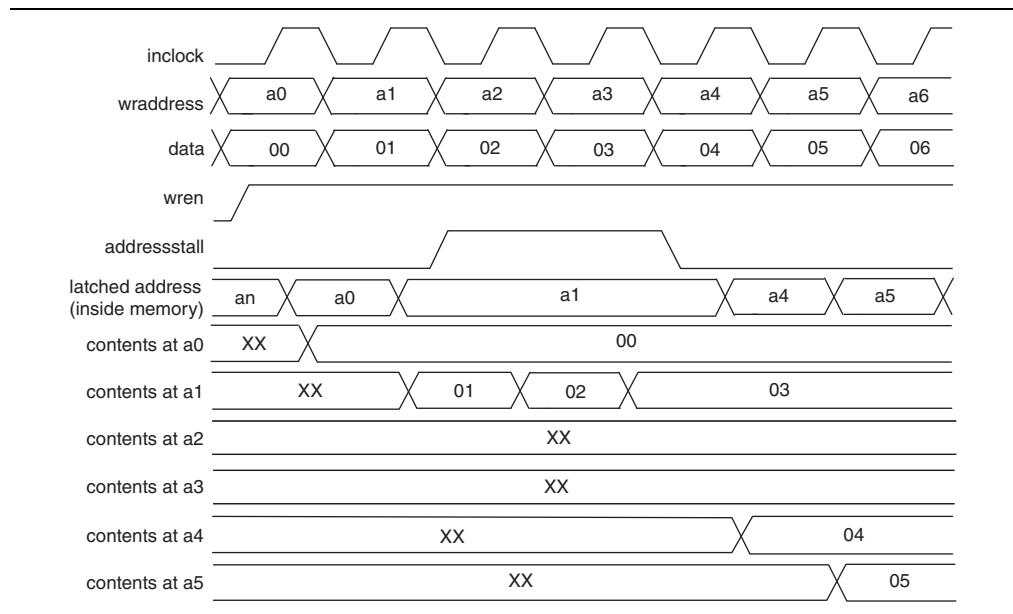 inclock
wraddress a0 a1 a2 a3 a4 a5 a6
data 00 01 02 03 04 05 06
wren
addressstall
latched address
(inside memory) an a0 a1 a4 a5
contents at a0 XX 00
contents at a1 XX 01 02 03
contents at a2 XX
contents at a3 XX
contents at a4 XX 04
contents at a5 XX 05